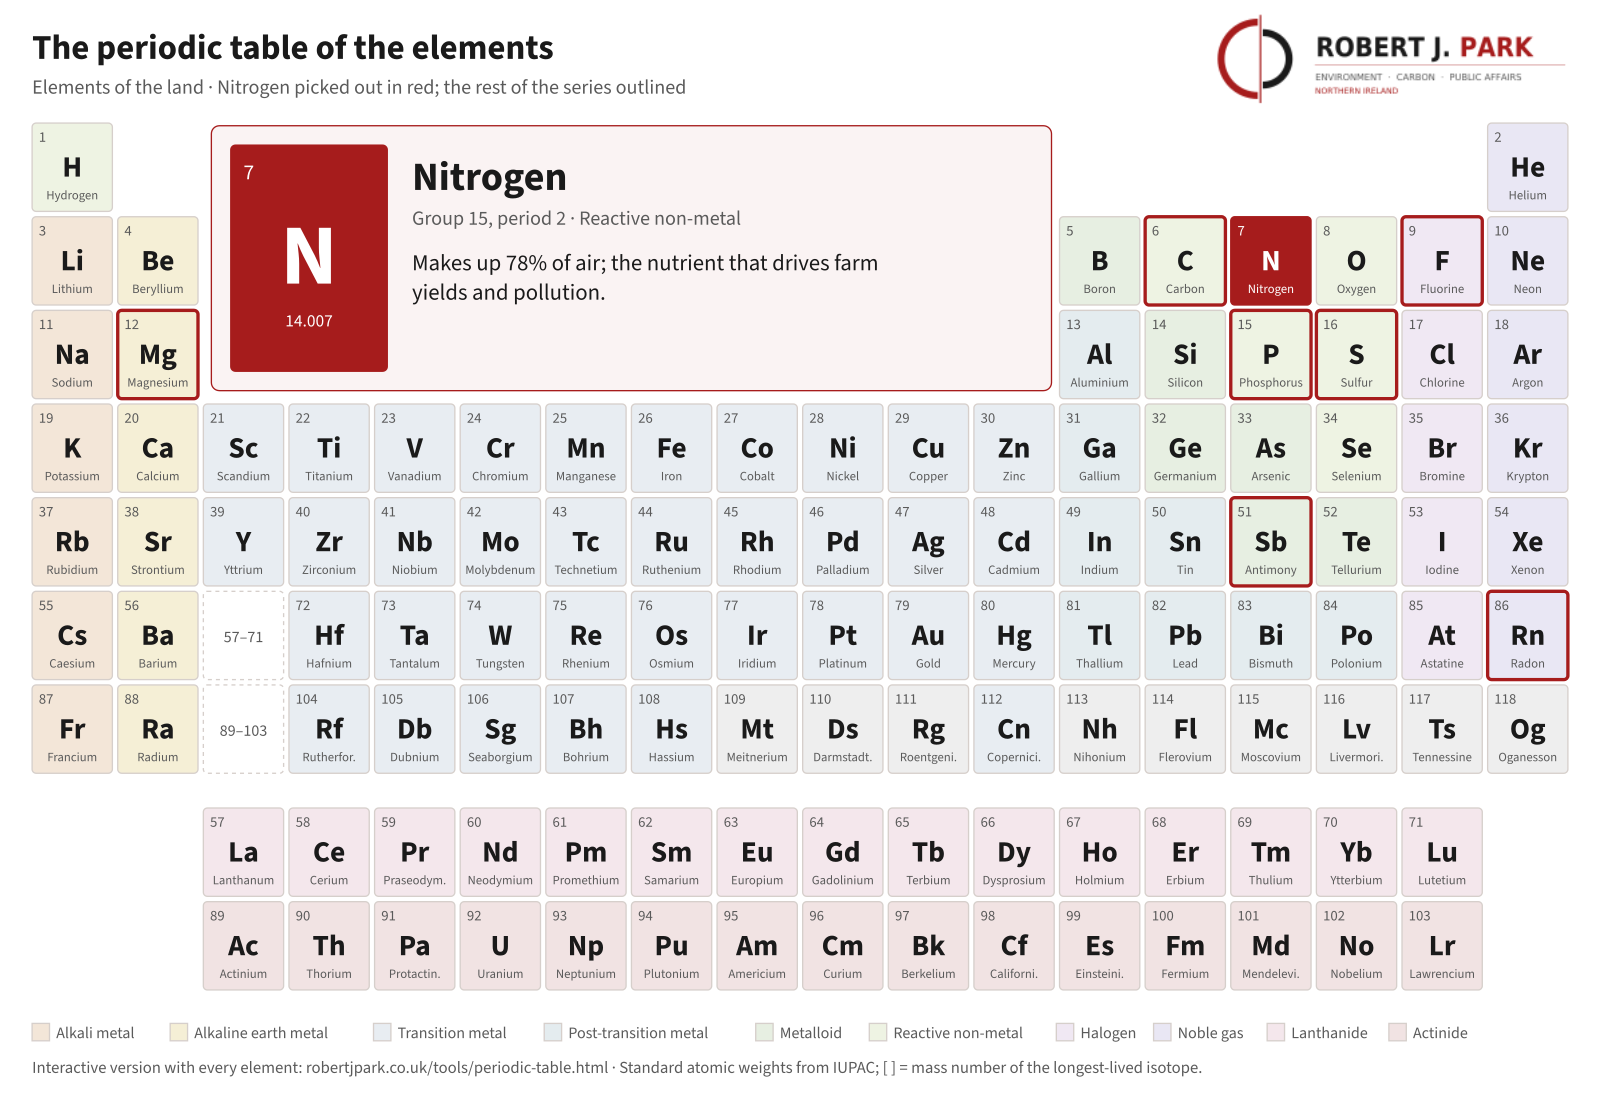 The periodic table of the elements
Elements of the land · Nitrogen picked out in red; the rest of the series outlined
ROBERT J. PARK
ENVIRONMENT · CARBON · PUBLIC AFFAIRS
NORTHERN IRELAND
7
N
14.007
Nitrogen
Group 15, period 2 · Reactive non-metal
Makes up 78% of air; the nutrient that drives farm
yields and pollution.
1 2
H He
Hydrogen Helium
3 4 5 6 7 8 9 10
Li Be B C N O F Ne
Lithium Beryllium Boron Carbon Nitrogen Oxygen Fluorine Neon
11 12 13 14 15 16 17 18
Na Mg Al Si P S Cl Ar
Sodium Magnesium Aluminium Silicon Phosphorus Sulfur Chlorine Argon
19 20 21 22 23 24 25 26 27 28 29 30 31 32 33 34 35 36
K Ca Sc Ti V Cr Mn Fe Co Ni Cu Zn Ga Ge As Se Br Kr
Potassium Calcium Scandium Titanium Vanadium Chromium Manganese Iron Cobalt Nickel Copper Zinc Gallium Germanium Arsenic Selenium Bromine Krypton
37 38 39 40 41 42 43 44 45 46 47 48 49 50 51 52 53 54
Rb Sr Y Zr Nb Mo Tc Ru Rh Pd Ag Cd In Sn Sb Te I Xe
Rubidium Strontium Yttrium Zirconium Niobium Molybdenum Technetium Ruthenium Rhodium Palladium Silver Cadmium Indium Tin Antimony Tellurium Iodine Xenon
55 56 72 73 74 75 76 77 78 79 80 81 82 83 84 85 86
Cs Ba 57–71 Hf Ta W Re Os Ir Pt Au Hg Tl Pb Bi Po At Rn
Caesium Barium Hafnium Tantalum Tungsten Rhenium Osmium Iridium Platinum Gold Mercury Thallium Lead Bismuth Polonium Astatine Radon
87 88 104 105 106 107 108 109 110 111 112 113 114 115 116 117 118
Fr Ra 89–103 Rf Db Sg Bh Hs Mt Ds Rg Cn Nh Fl Mc Lv Ts Og
Francium Radium Rutherfor. Dubnium Seaborgium Bohrium Hassium Meitnerium Darmstadt. Roentgeni. Copernici. Nihonium Flerovium Moscovium Livermori. Tennessine Oganesson
57 58 59 60 61 62 63 64 65 66 67 68 69 70 71
La Ce Pr Nd Pm Sm Eu Gd Tb Dy Ho Er Tm Yb Lu
Lanthanum Cerium Praseodym. Neodymium Promethium Samarium Europium Gadolinium Terbium Dysprosium Holmium Erbium Thulium Ytterbium Lutetium
89 90 91 92 93 94 95 96 97 98 99 100 101 102 103
Ac Th Pa U Np Pu Am Cm Bk Cf Es Fm Md No Lr
Actinium Thorium Protactin. Uranium Neptunium Plutonium Americium Curium Berkelium Californi. Einsteini. Fermium Mendelevi. Nobelium Lawrencium
Alkali metal Alkaline earth metal Transition metal Post-transition metal Metalloid Reactive non-metal Halogen Noble gas Lanthanide Actinide
Interactive version with every element: robertjpark.co.uk/tools/periodic-table.html · Standard atomic weights from IUPAC; [ ] = mass number of the longest-lived isotope.